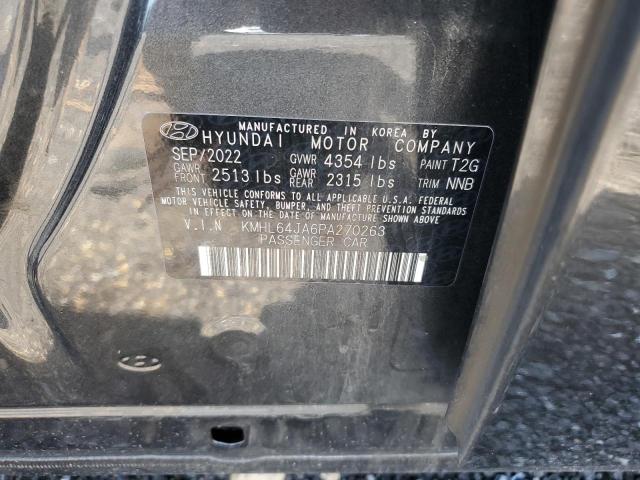 MANUFACTURED IN KOREA BY
HYUNDAI MOTOR COMPANY
SEP/2022 GVWR 4354 lbs PAINT T2G
GAWR FRONT 2513 lbs GAWR REAR 2315 lbs TRIM NNB
THIS VEHICLE CONFORMS TO ALL APPLICABLE U.S.A. FEDERAL
MOTOR VEHICLE SAFETY, BUMPER, AND THEFT PREVENTION STANDARDS
IN EFFECT ON THE DATE OF MANUFACTURE SHOWN ABOVE.
V.I.N KMHL64JA6PA270263
PASSENGER CAR